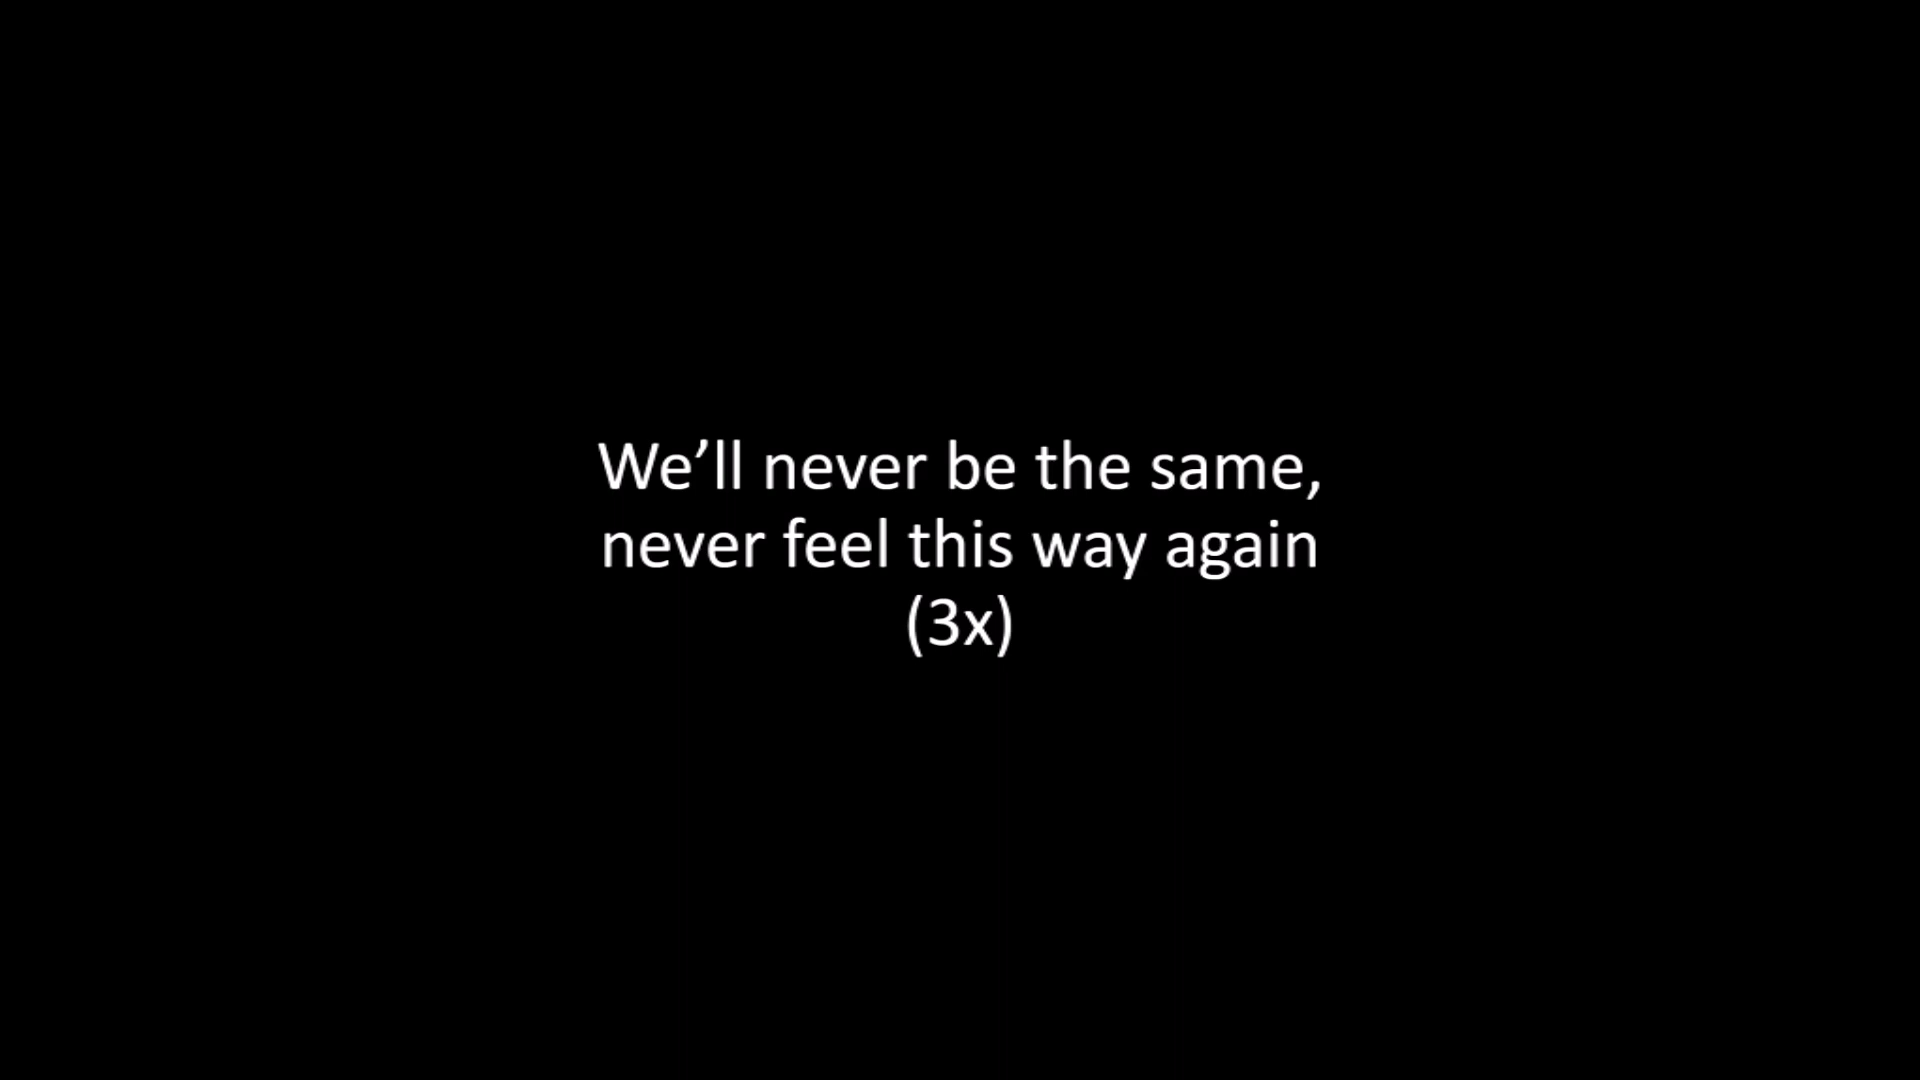 We’ll never be the same,
never feel this way again
(3x)